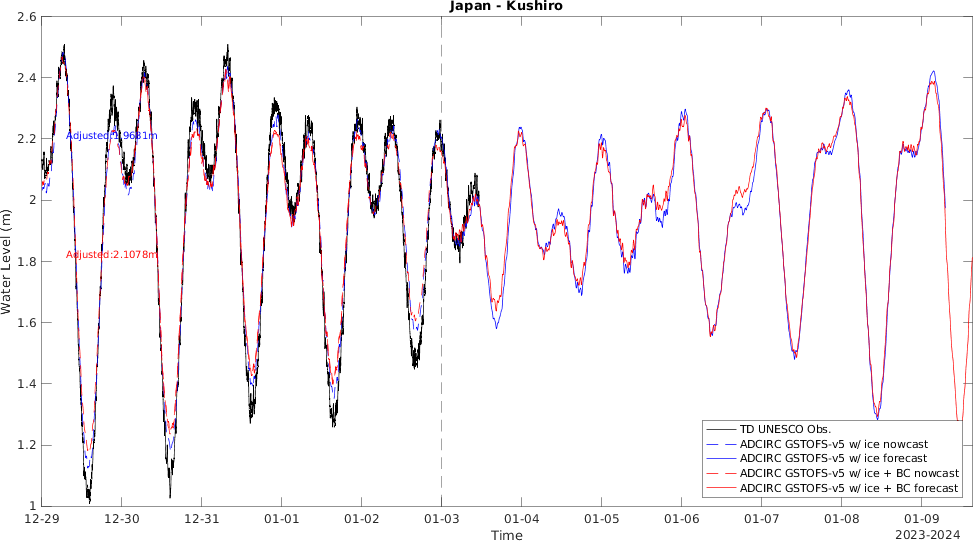 Japan - Kushiro
Water Level (m)
2.6
2.4
2.2
2
1.8
1.6
1.4
1.2
1
Adjusted:1.9631m
Adjusted:2.1078m
TD UNESCO Obs.
ADCIRC GSTOFS-v5 w/ ice nowcast
ADCIRC GSTOFS-v5 w/ ice forecast
ADCIRC GSTOFS-v5 w/ ice + BC nowcast
ADCIRC GSTOFS-v5 w/ ice + BC forecast
12-29 12-30 12-31 01-01 01-02 01-03 01-04 01-05 01-06 01-07 01-08 01-09
Time
2023-2024